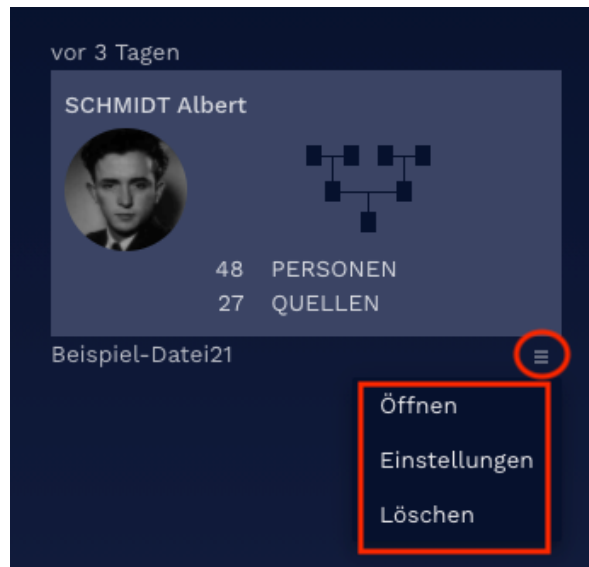 vor 3 Tagen
SCHMIDT Albert
48 PERSONEN
27 QUELLEN
Beispiel-Datei21
Öffnen
Einstellungen
Löschen